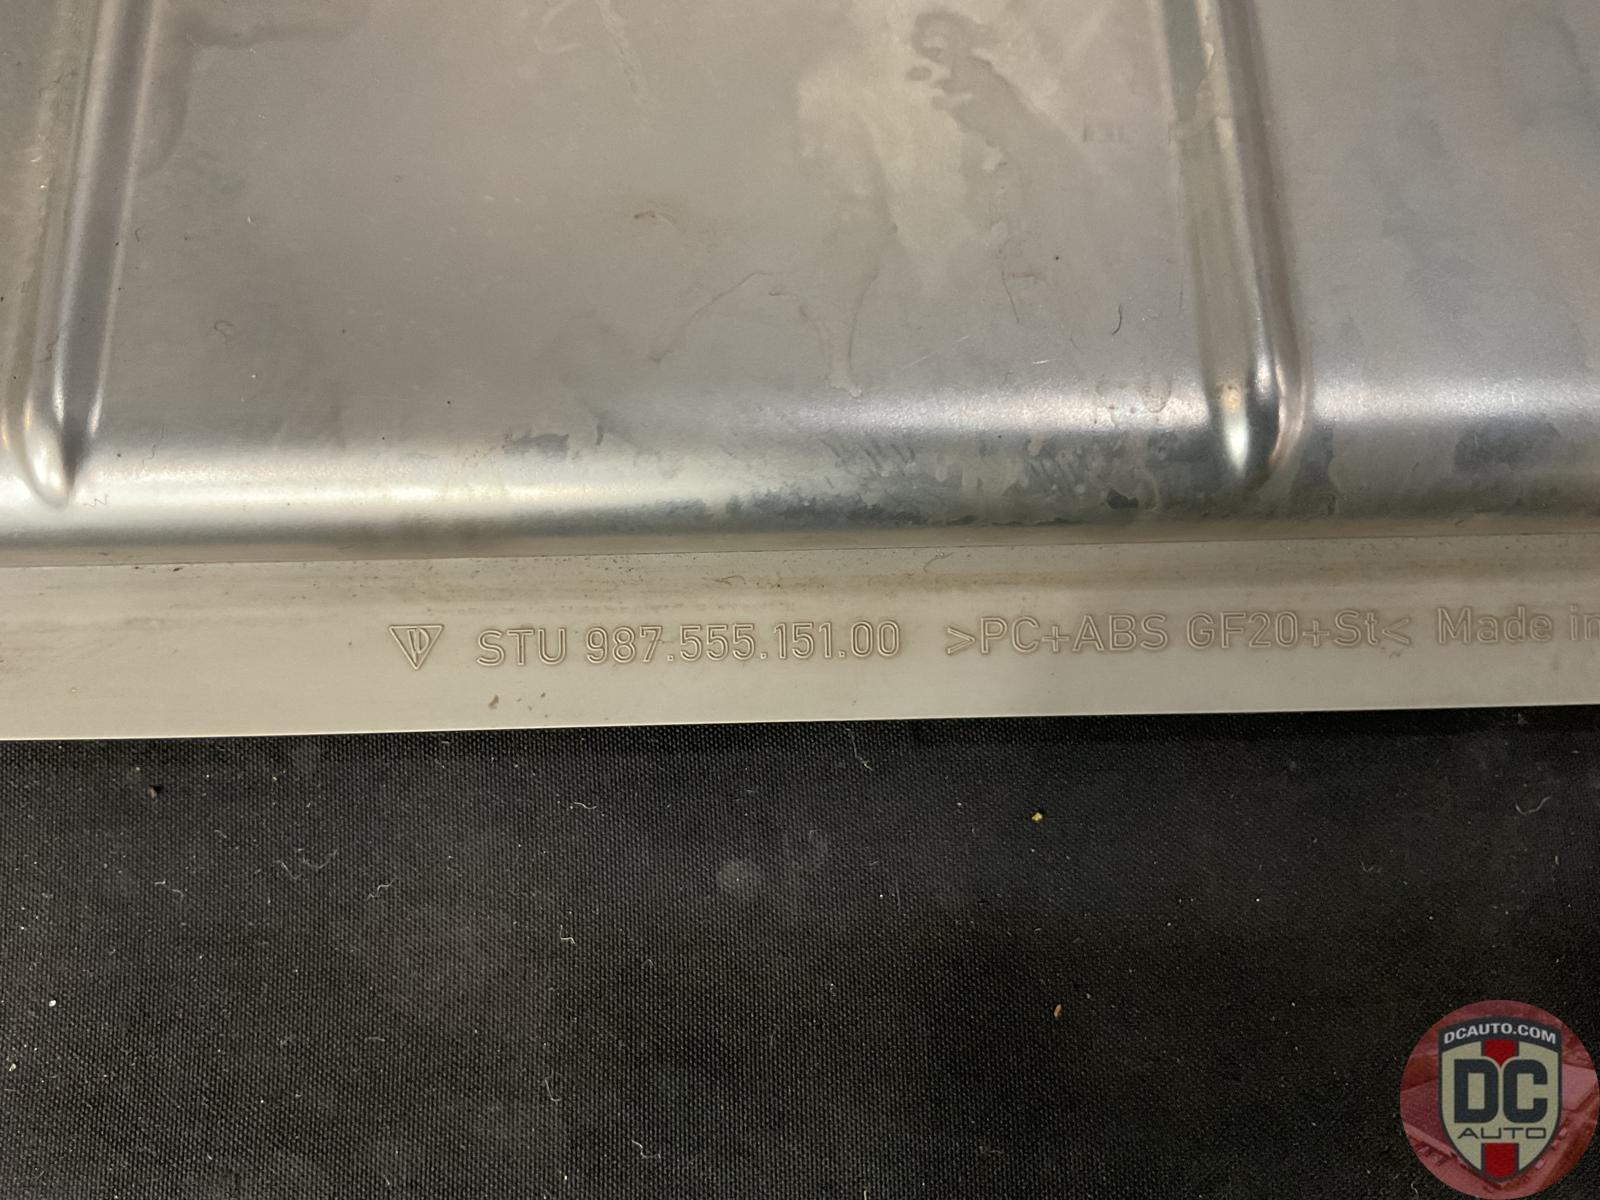 STU 987.555.151.00 >PC+ABS GF20+St< Made in
DCAUTO.COM
DC
AUTO